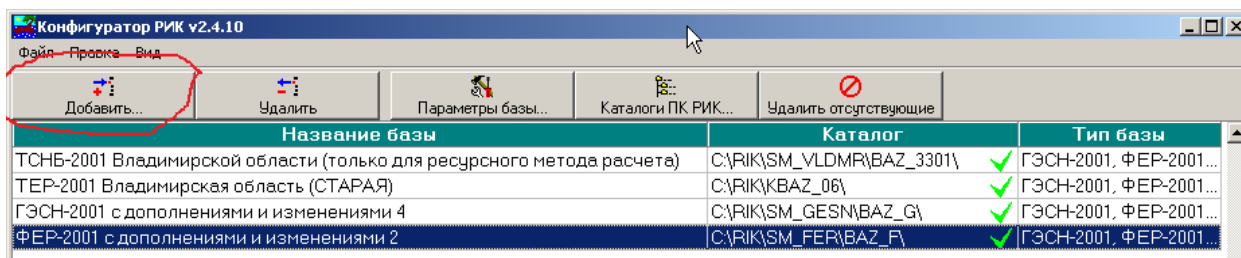 Конфигуратор РИК v2.4.10
Файл Правка Вид
Добавить... Удалить Параметры базы... Каталоги ПК РИК... Удалить отсутствующие
Название базы Каталог Тип базы
ТСНБ-2001 Владимирской области (только для ресурсного метода расчета) C:\RIK\SM_VLDMR\BAZ_3301\ ГЭСН-2001, ФЕР-2001...
ТЕР-2001 Владимирская область (СТАРАЯ) C:\RIK\KBAZ_06\ ГЭСН-2001, ФЕР-2001...
ГЭСН-2001 с дополнениями и изменениями 4 C:\RIK\SM_GESN\BAZ_G\ ГЭСН-2001, ФЕР-2001...
ФЕР-2001 с дополнениями и изменениями 2 C:\RIK\SM_FER\BAZ_F\ ГЭСН-2001, ФЕР-2001...